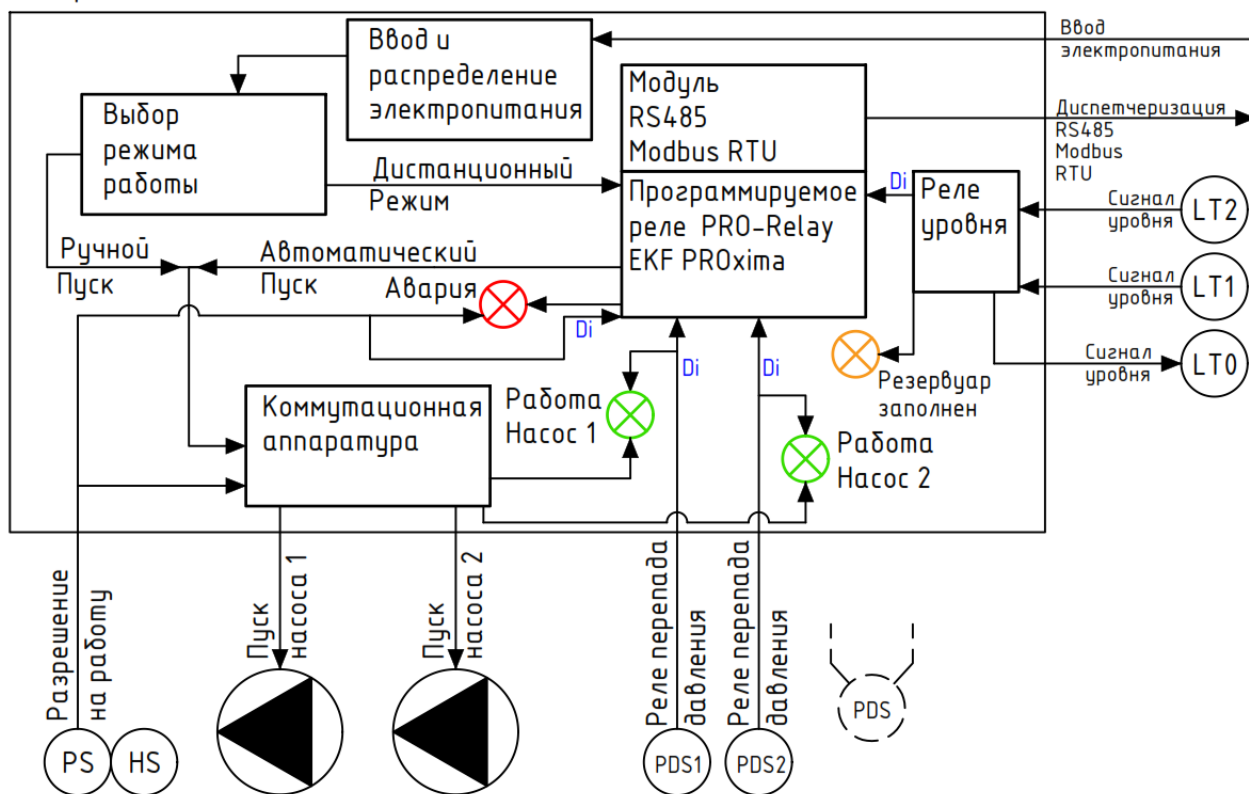 Ввод и
распределение
электропитания
Ввод
электропитания
Выбор
режима
работы
Модуль
RS485
Modbus RTU
Диспетчеризация
RS485
Modbus
RTU
Дистанционный
Режим
Программируемое
реле PRO-Relay
EKF PROxima
Di
Реле
уровня
Сигнал
уровня
LT2
Ручной
Пуск
Автоматический
Пуск
Сигнал
уровня
LT1
Авария
Di
Di
Di
Сигнал
уровня
LT0
Резервуар
заполнен
Коммутационная
аппаратура
Работа
Насос 1
Работа
Насос 2
Разрешение
на работу
Пуск
насоса 1
Пуск
насоса 2
Реле перепада
давления
Реле перепада
давления
PS
HS
PDS1
PDS2
PDS